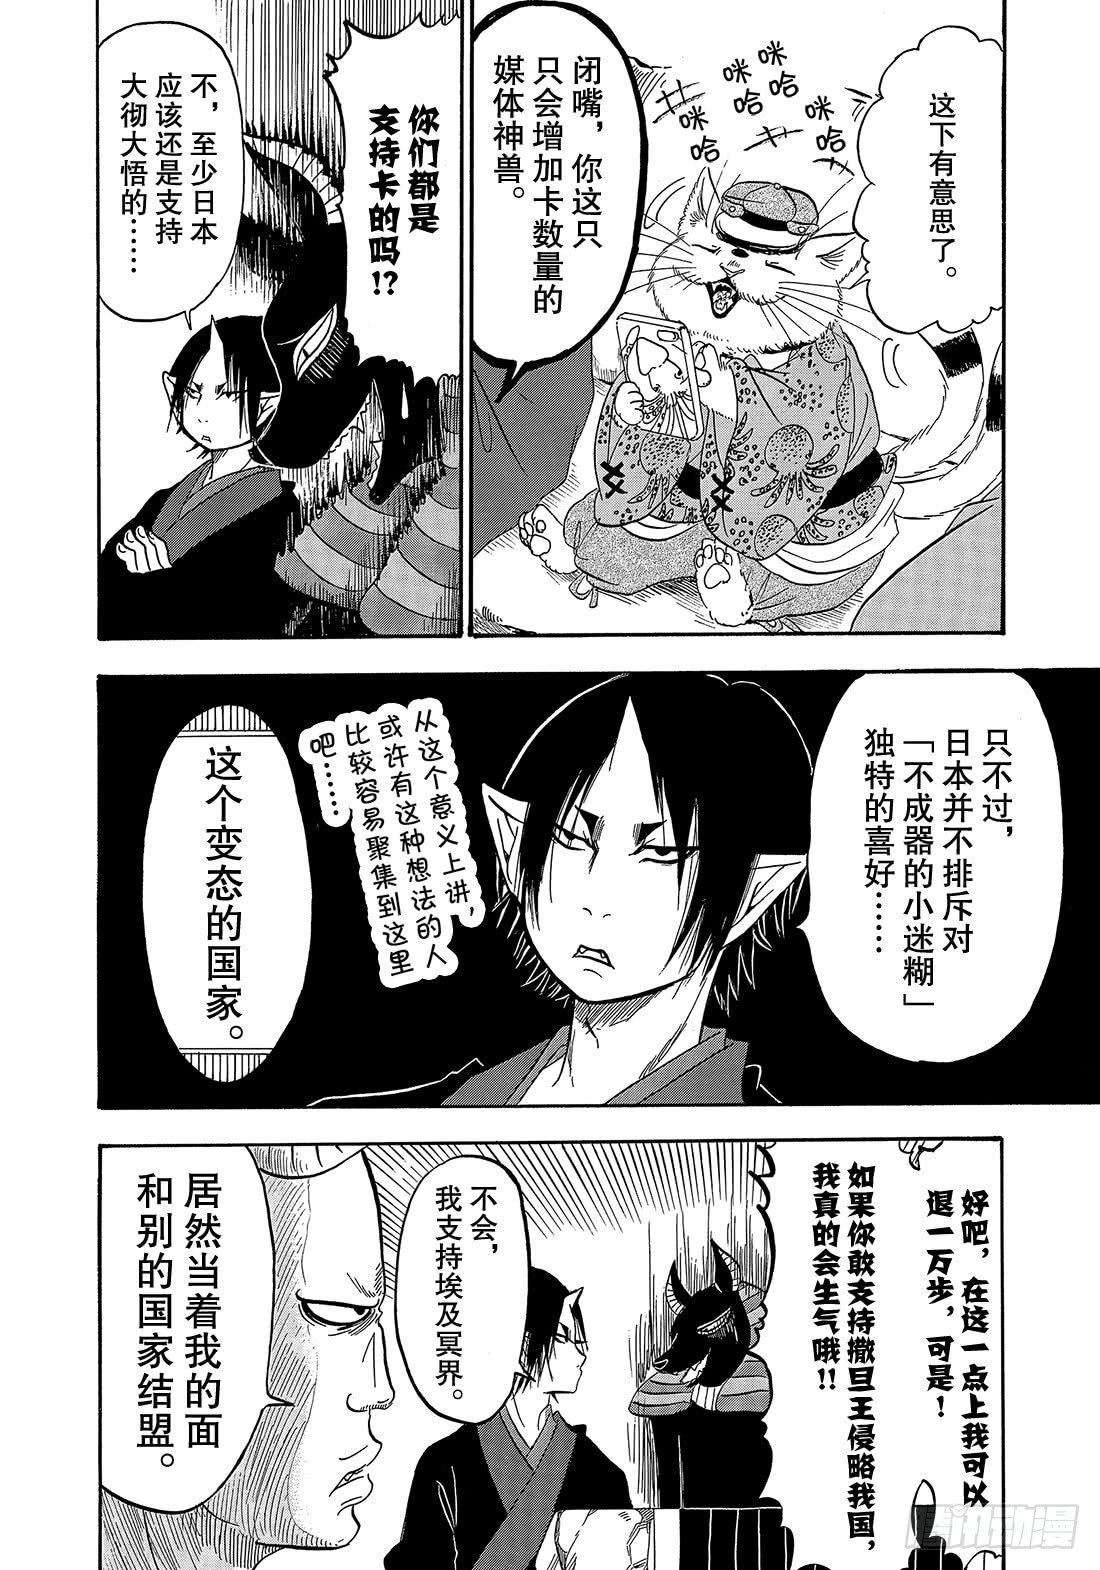 这下有意思了。
咪哈
咪哈
咪哈
咪哈
闭嘴，你这只
只会增加卡数量的
媒体神兽。
你们都是
支持卡的吗!?
不，至少日本
应该还是支持
大彻大悟的……
只不过，
日本并不排斥对
「不成器的小迷糊」
独特的喜好……
从这个意义上讲，
或许有这种想法的人
比较容易聚集到这里
吧……
这个变态的国家。
好吧，在这一点上我可以
退一万步，可是！
如果你敢支持撒旦王侵略我国，
我真的会生气哦!!
不会，
我支持埃及冥界。
居然当着我的面
和别的国家结盟。
腾讯动漫